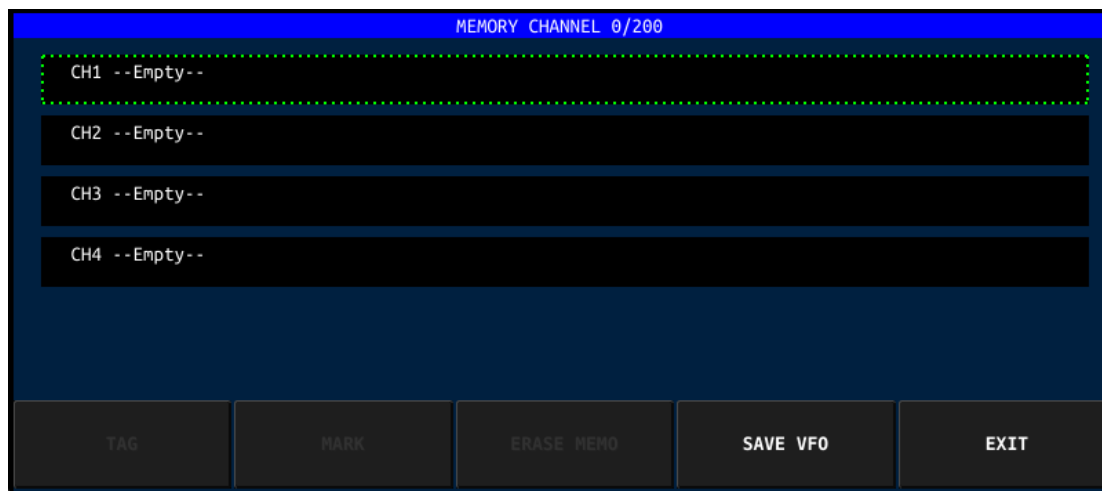 MEMORY CHANNEL 0/200
CH1 --Empty--
CH2 --Empty--
CH3 --Empty--
CH4 --Empty--
TAG MARK ERASE MEMO SAVE VFO EXIT